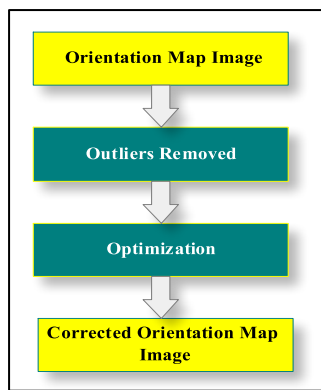 Orientation Map Image
Outliers Removed
Optimization
Corrected Orientation Map
Image